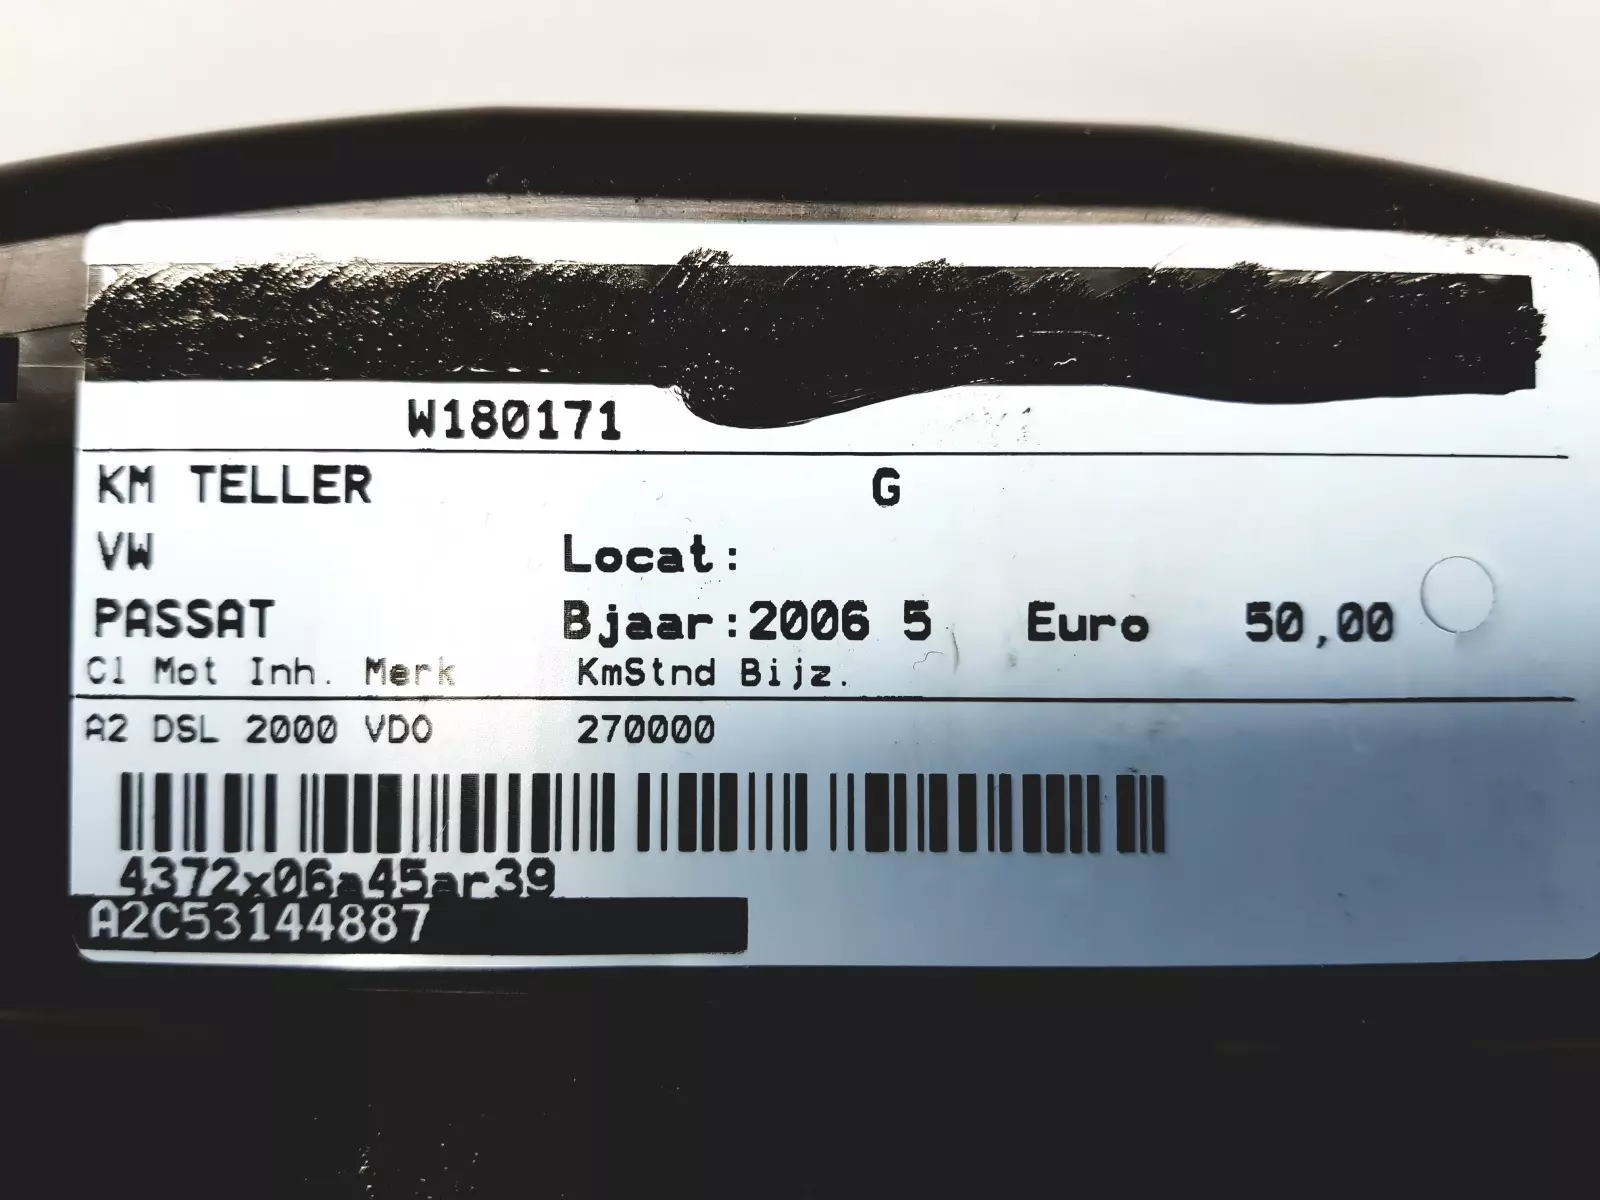 W180171
KM TELLER G
VW Locat:
PASSAT Bjaar:2006 5 Euro 50,00
Cl Mot Inh. Merk KmStnd Bijz.
A2 DSL 2000 VDO 270000
4372x06a45ar39
A2C53144887